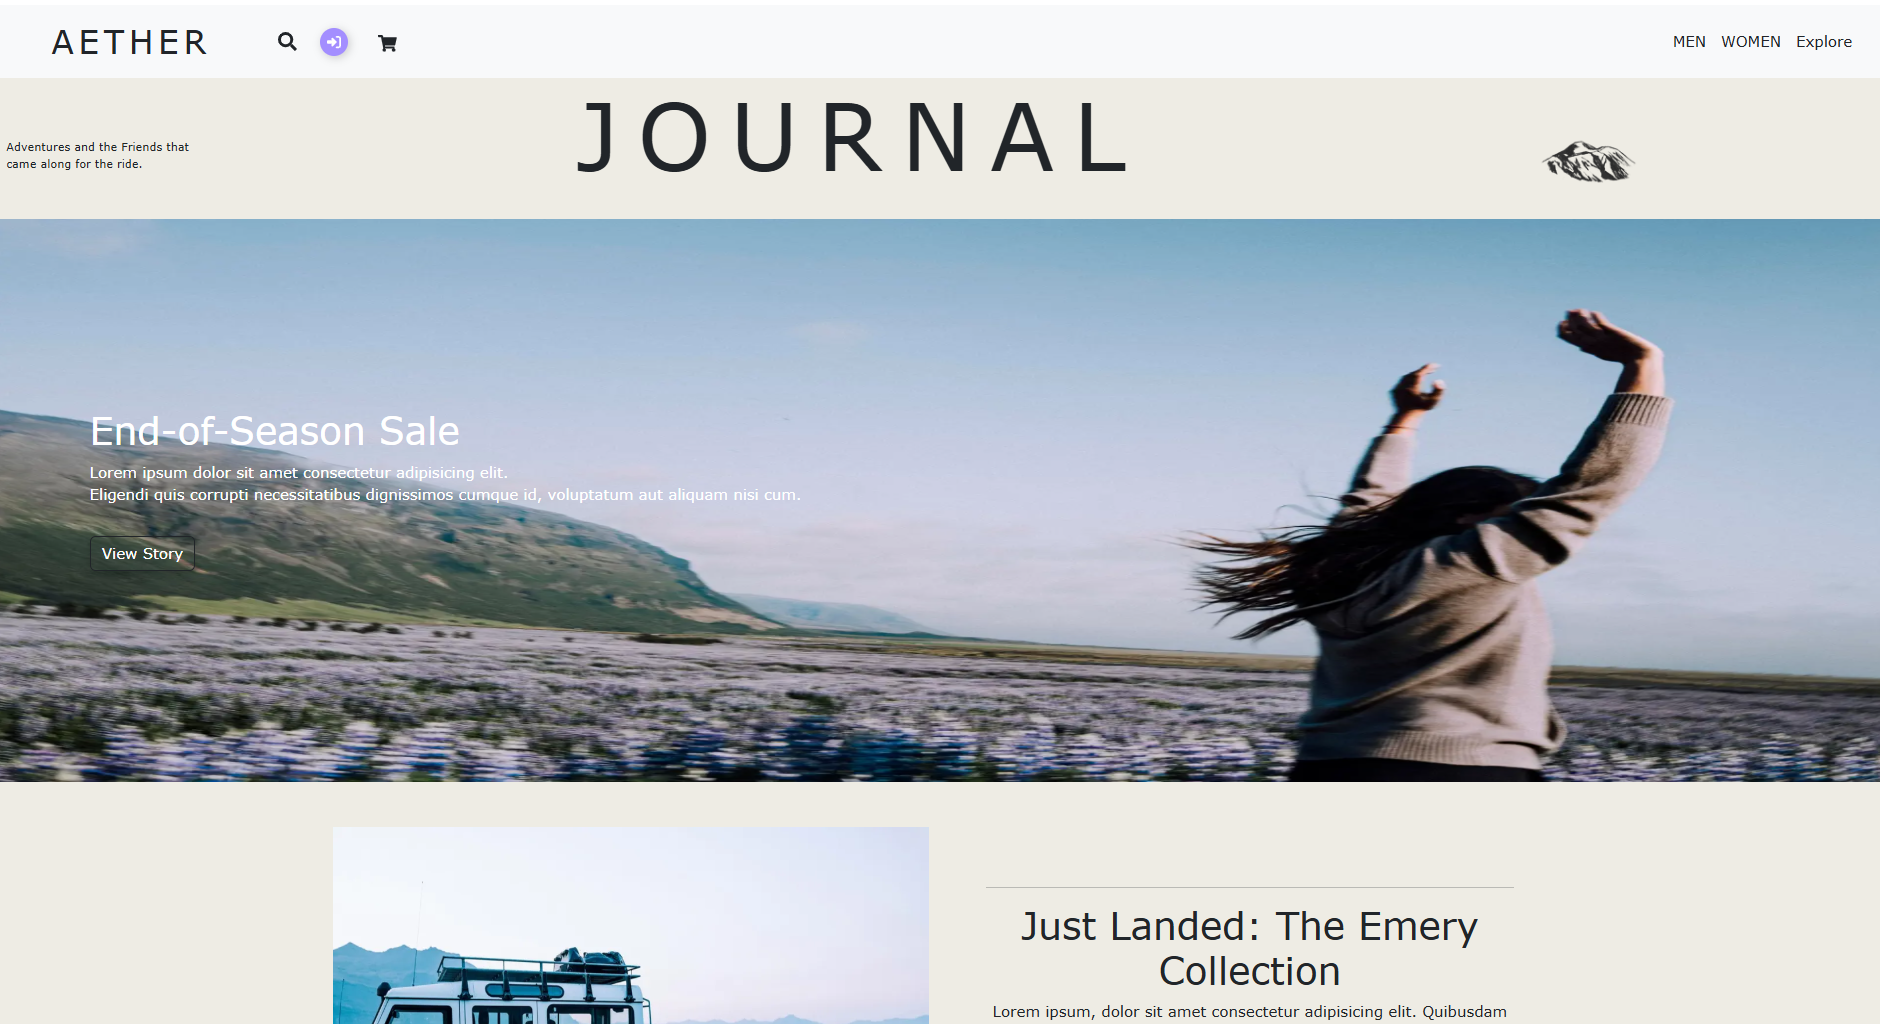 AETHER
MEN WOMEN Explore
JOURNAL
Adventures and the Friends that
came along for the ride.
End-of-Season Sale
Lorem ipsum dolor sit amet consectetur adipisicing elit.
Eligendi quis corrupti necessitatibus dignissimos cumque id, voluptatum aut aliquam nisi cum.
View Story
Just Landed: The Emery
Collection
Lorem ipsum, dolor sit amet consectetur adipisicing elit. Quibusdam